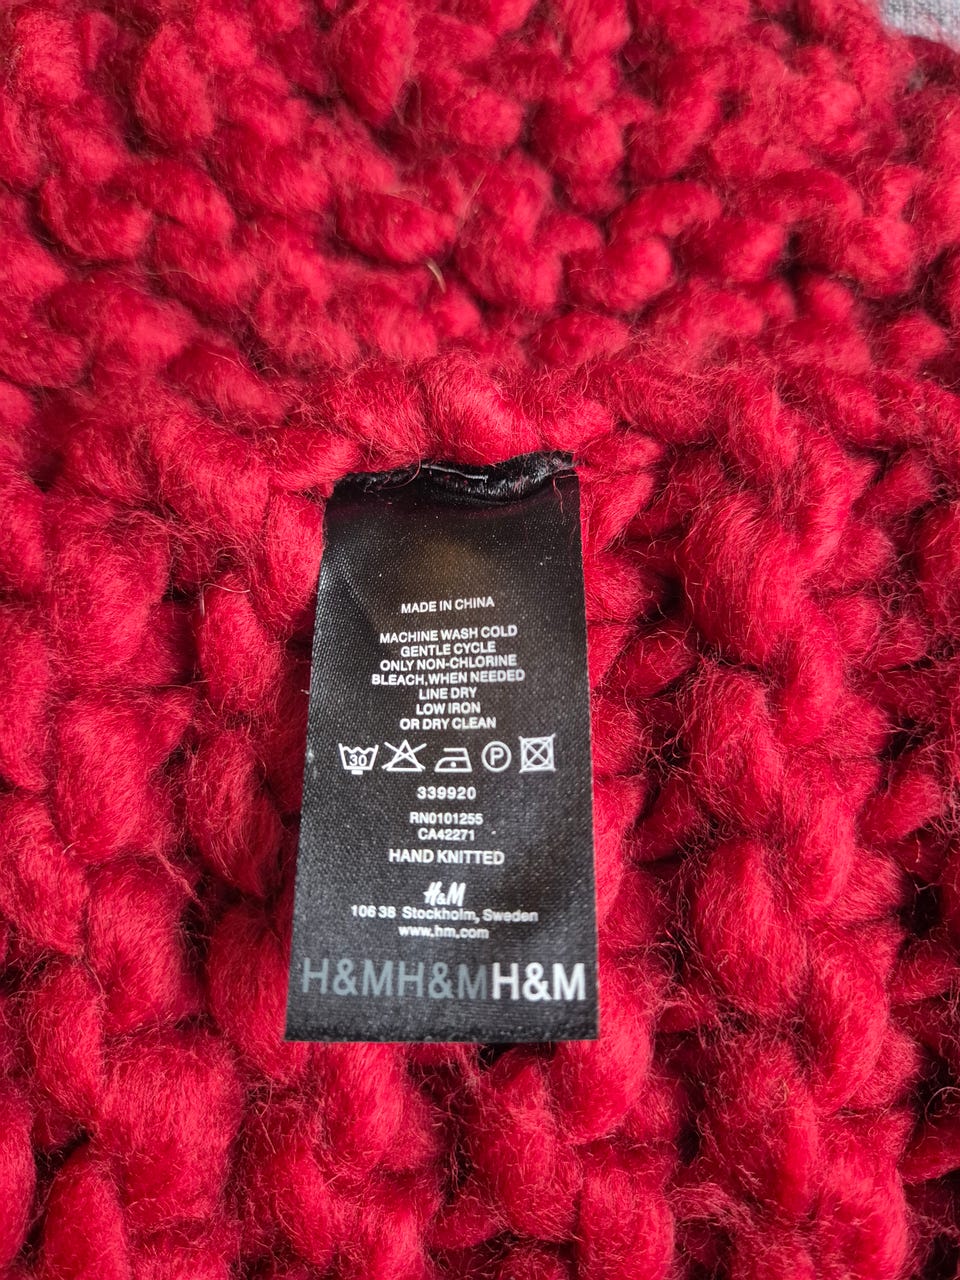 MADE IN CHINA
MACHINE WASH COLD
GENTLE CYCLE
ONLY NON-CHLORINE
BLEACH,WHEN NEEDED
LINE DRY
LOW IRON
OR DRY CLEAN
30 P
339920
RN0101255
CA42271
HAND KNITTED
H&M
106 38 Stockholm, Sweden
www.hm.com
H&MH&MH&M